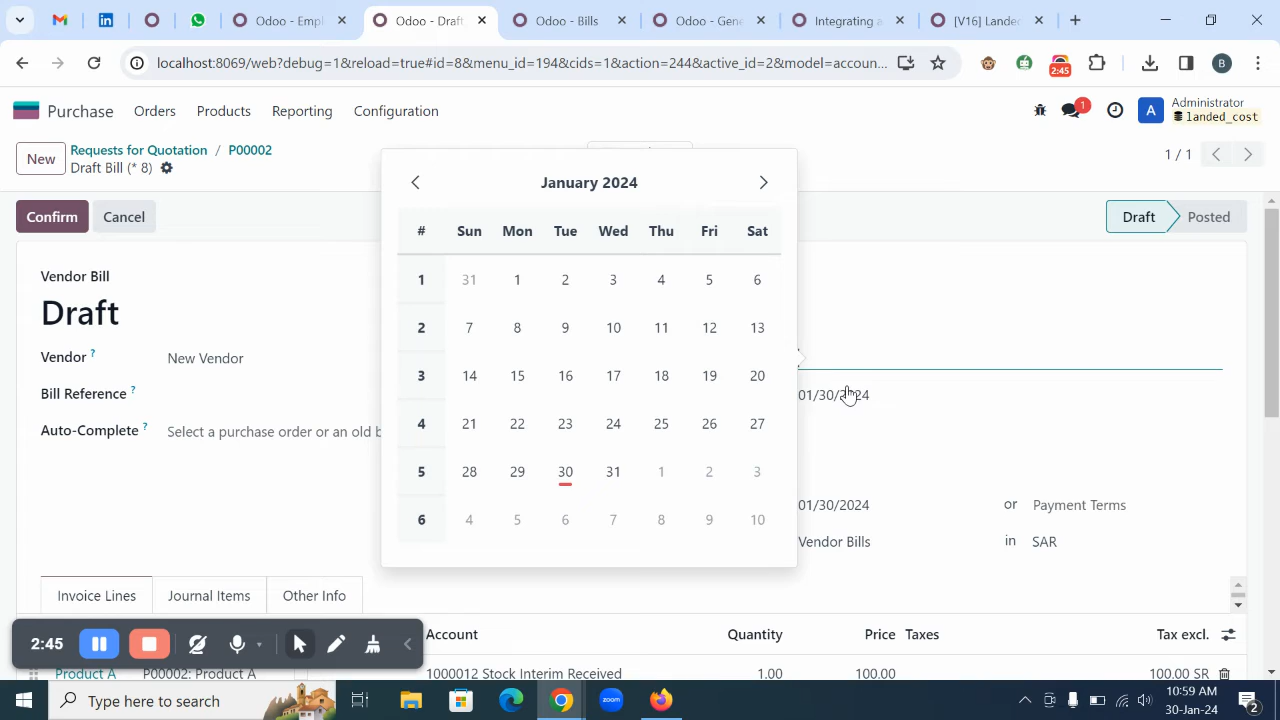 Odoo - Empl
Odoo - Draft
Odoo - Bills
Odoo - Gene
Integrating a
[V16] Landed
localhost:8069/web?debug=1&reload=true#id=8&menu_id=194&cids=1&action=244&active_id=2&model=accoun...
2:45
B
Purchase
Orders
Products
Reporting
Configuration
1
A
Administrator
landed_cost
New
Requests for Quotation / P00002
Draft Bill (* 8)
1 / 1
Confirm
Cancel
Draft
Posted
January 2024
# Sun Mon Tue Wed Thu Fri Sat
1 31 1 2 3 4 5 6
2 7 8 9 10 11 12 13
3 14 15 16 17 18 19 20
4 21 22 23 24 25 26 27
5 28 29 30 31 1 2 3
6 4 5 6 7 8 9 10
Vendor Bill
Draft
Vendor ? New Vendor
Bill Reference ?
01/30/2024
Auto-Complete ? Select a purchase order or an old b
01/30/2024 or Payment Terms
Vendor Bills in SAR
Invoice Lines
Journal Items
Other Info
Account Quantity Price Taxes Tax excl.
Product A P00002: Product A 1000012 Stock Interim Received 1.00 100.00 100.00 SR
2:45
Type here to search
zoom
10:59 AM
30-Jan-24
2